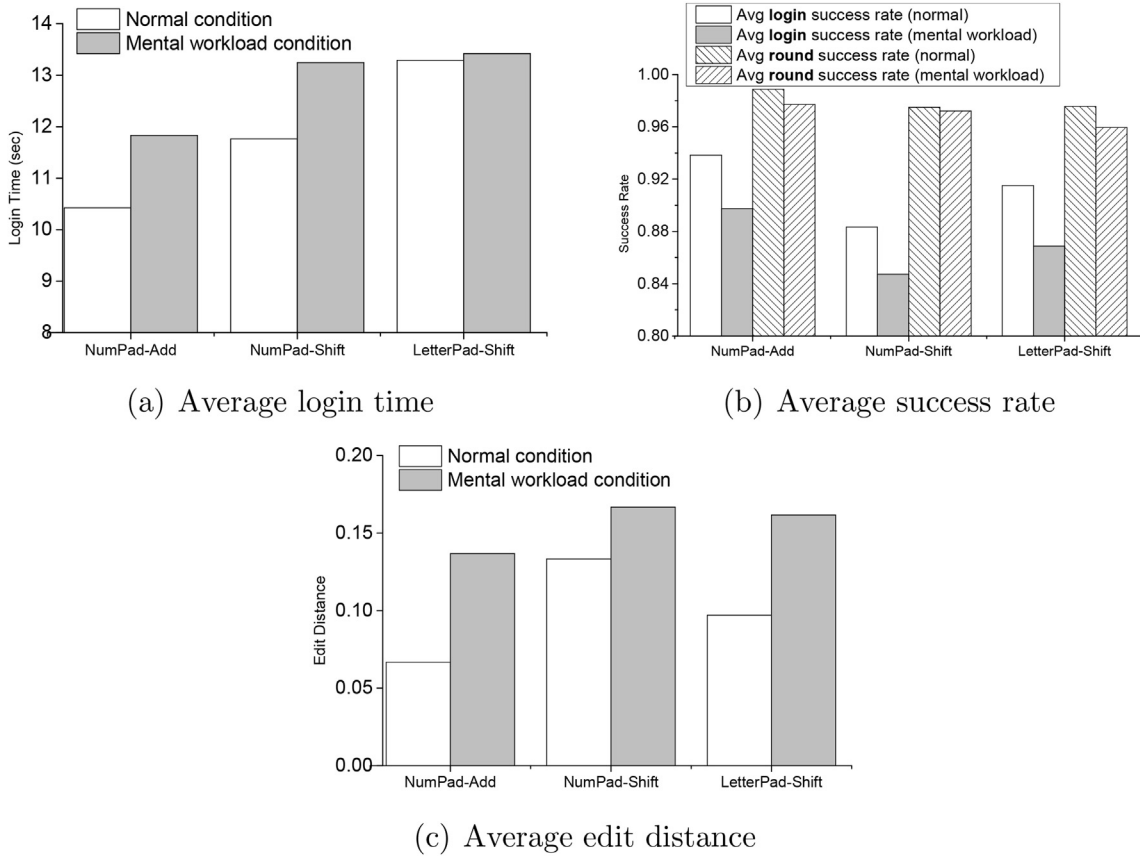 14
13
12
11
10
9
8
Login Time (sec)
Normal condition
Mental workload condition
NumPad-Add
NumPad-Shift
LetterPad-Shift
(a) Average login time
Avg login success rate (normal)
Avg login success rate (mental workload)
Avg round success rate (normal)
Avg round success rate (mental workload)
1.00
0.96
0.92
0.88
0.84
0.80
Success Rate
NumPad-Add
NumPad-Shift
LetterPad-Shift
(b) Average success rate
0.20
0.15
0.10
0.05
0.00
Edit Distance
Normal condition
Mental workload condition
NumPad-Add
NumPad-Shift
LetterPad-Shift
(c) Average edit distance